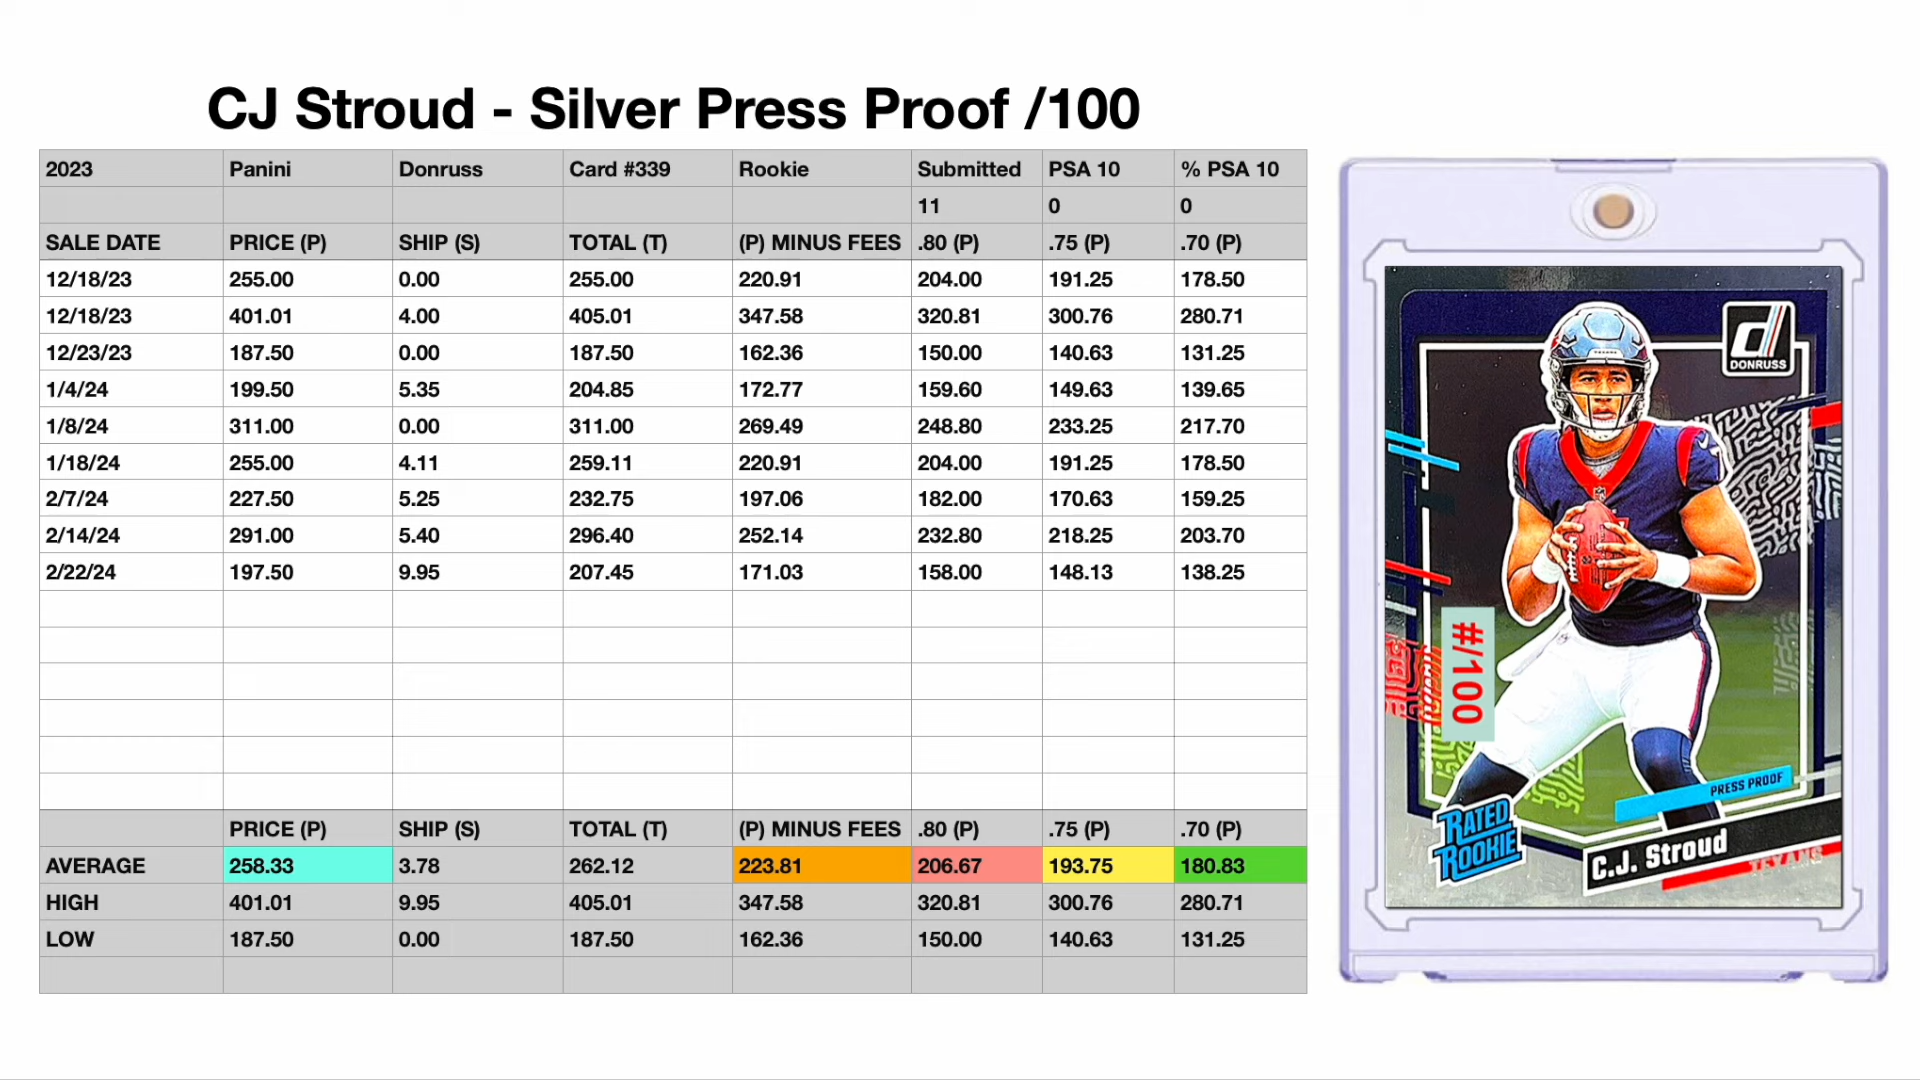 CJ Stroud - Silver Press Proof /100
2023 Panini Donruss Card #339 Rookie Submitted PSA 10 % PSA 10
11 0 0
SALE DATE PRICE (P) SHIP (S) TOTAL (T) (P) MINUS FEES .80 (P) .75 (P) .70 (P)
12/18/23 255.00 0.00 255.00 220.91 204.00 191.25 178.50
12/18/23 401.01 4.00 405.01 347.58 320.81 300.76 280.71
12/23/23 187.50 0.00 187.50 162.36 150.00 140.63 131.25
1/4/24 199.50 5.35 204.85 172.77 159.60 149.63 139.65
1/8/24 311.00 0.00 311.00 269.49 248.80 233.25 217.70
1/18/24 255.00 4.11 259.11 220.91 204.00 191.25 178.50
2/7/24 227.50 5.25 232.75 197.06 182.00 170.63 159.25
2/14/24 291.00 5.40 296.40 252.14 232.80 218.25 203.70
2/22/24 197.50 9.95 207.45 171.03 158.00 148.13 138.25
PRICE (P) SHIP (S) TOTAL (T) (P) MINUS FEES .80 (P) .75 (P) .70 (P)
AVERAGE 258.33 3.78 262.12 223.81 206.67 193.75 180.83
HIGH 401.01 9.95 405.01 347.58 320.81 300.76 280.71
LOW 187.50 0.00 187.50 162.36 150.00 140.63 131.25
d
DONRUSS
#/100
PRESS PROOF
RATED
ROOKIE
C.J. Stroud
TEXANS